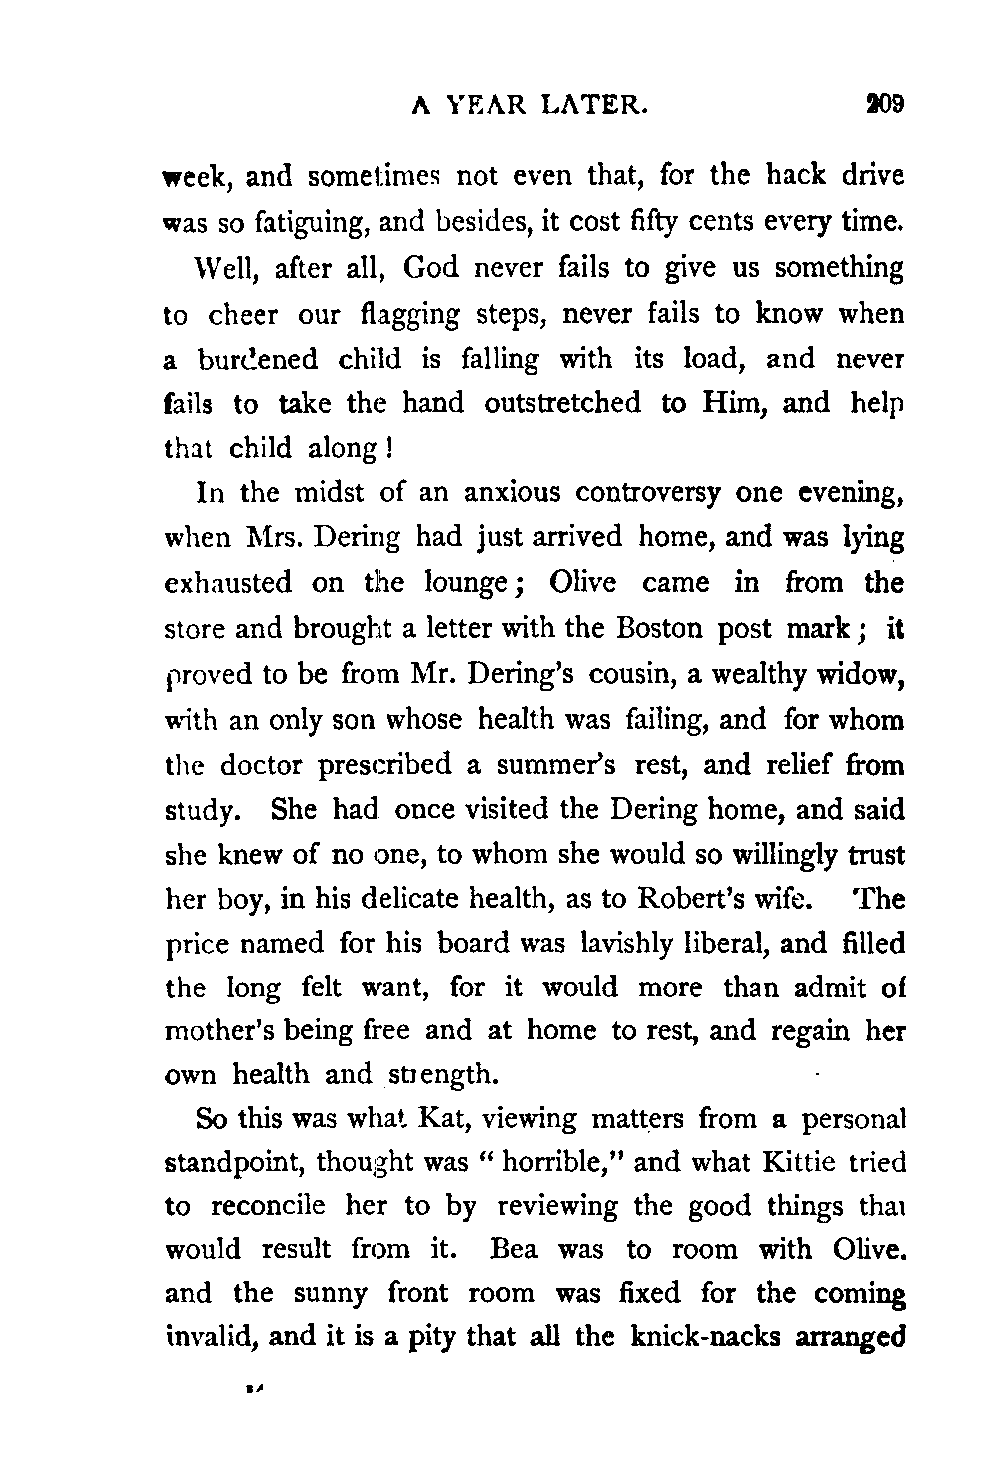 A YEAR LATER. 209
week, and sometimes not even that, for the hack drive
was so fatiguing, and besides, it cost fifty cents every time.
Well, after all, God never fails to give us something
to cheer our flagging steps, never fails to know when
a burdened child is falling with its load, and never
fails to take the hand outstretched to Him, and help
that child along !
In the midst of an anxious controversy one evening,
when Mrs. Dering had just arrived home, and was lying
exhausted on the lounge ; Olive came in from the
store and brought a letter with the Boston post mark ; it
proved to be from Mr. Dering's cousin, a wealthy widow,
with an only son whose health was failing, and for whom
the doctor prescribed a summer's rest, and relief from
study. She had once visited the Dering home, and said
she knew of no one, to whom she would so willingly trust
her boy, in his delicate health, as to Robert's wife. The
price named for his board was lavishly liberal, and filled
the long felt want, for it would more than admit of
mother's being free and at home to rest, and regain her
own health and strength.
So this was what Kat, viewing matters from a personal
standpoint, thought was " horrible," and what Kittie tried
to reconcile her to by reviewing the good things that
would result from it. Bea was to room with Olive.
and the sunny front room was fixed for the coming
invalid, and it is a pity that all the knick-nacks arranged